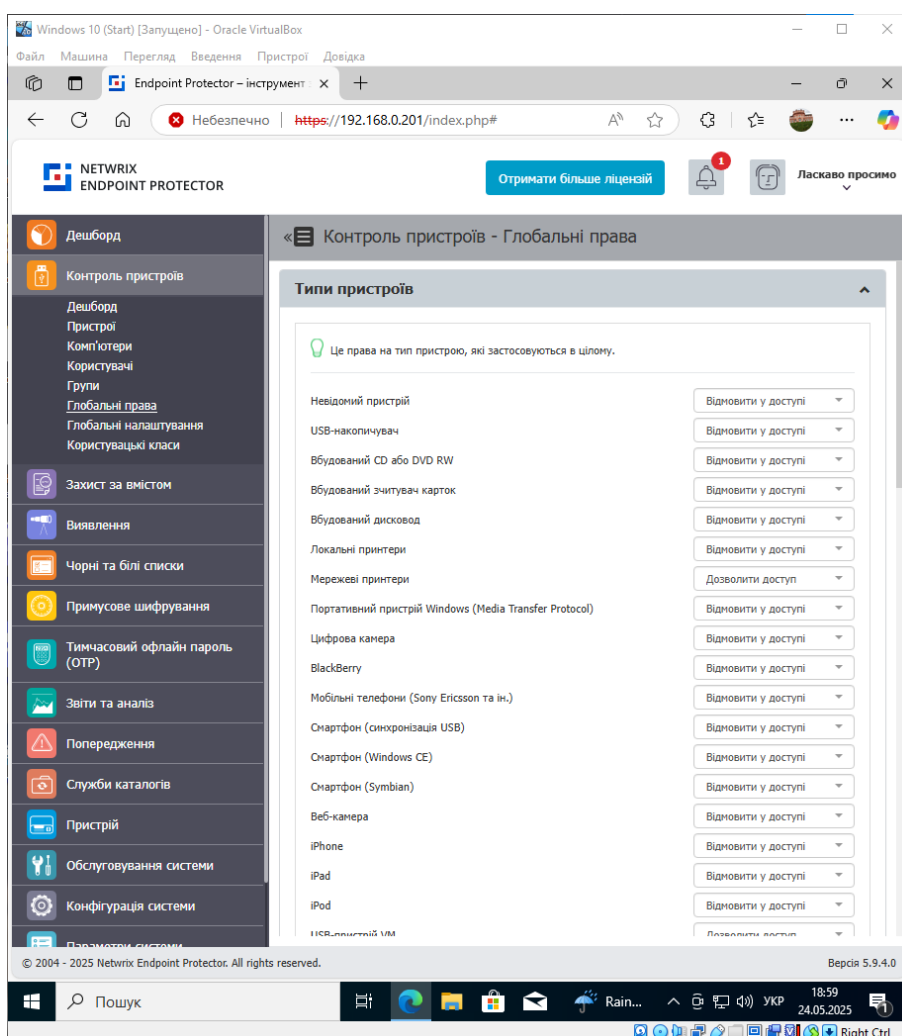 Windows 10 (Start) [Запущено] - Oracle VirtualBox
Файл Машина Перегляд Введення Пристрої Довідка
Endpoint Protector – інструмент
Небезпечно https://192.168.0.201/index.php#
NETWRIX
ENDPOINT PROTECTOR
Отримати більше ліцензій
1
Ласкаво просимо
Дешборд
Контроль пристроїв
Дешборд
Пристрої
Комп'ютери
Користувачі
Групи
Глобальні права
Глобальні налаштування
Користувацькі класи
Захист за вмістом
Виявлення
Чорні та білі списки
Примусове шифрування
Тимчасовий офлайн пароль
(OTP)
Звіти та аналіз
Попередження
Служби каталогів
Пристрій
Обслуговування системи
Конфігурація системи
Параметри системи
« Контроль пристроїв - Глобальні права
Типи пристроїв
Це права на тип пристрою, які застосовуються в цілому.
Невідомий пристрій Відмовити у доступі
USB-накопичувач Відмовити у доступі
Вбудований CD або DVD RW Відмовити у доступі
Вбудований зчитувач карток Відмовити у доступі
Вбудований дисковод Відмовити у доступі
Локальні принтери Відмовити у доступі
Мережеві принтери Дозволити доступ
Портативний пристрій Windows (Media Transfer Protocol) Відмовити у доступі
Цифрова камера Відмовити у доступі
BlackBerry Відмовити у доступі
Мобільні телефони (Sony Ericsson та ін.) Відмовити у доступі
Смартфон (синхронізація USB) Відмовити у доступі
Смартфон (Windows CE) Відмовити у доступі
Смартфон (Symbian) Відмовити у доступі
Веб-камера Відмовити у доступі
iPhone Відмовити у доступі
iPad Відмовити у доступі
iPod Відмовити у доступі
USB-пристрій VM Дозволити доступ
© 2004 - 2025 Netwrix Endpoint Protector. All rights reserved. Версія 5.9.4.0
Пошук Rain... УКР 18:59
24.05.2025 1
Right Ctrl